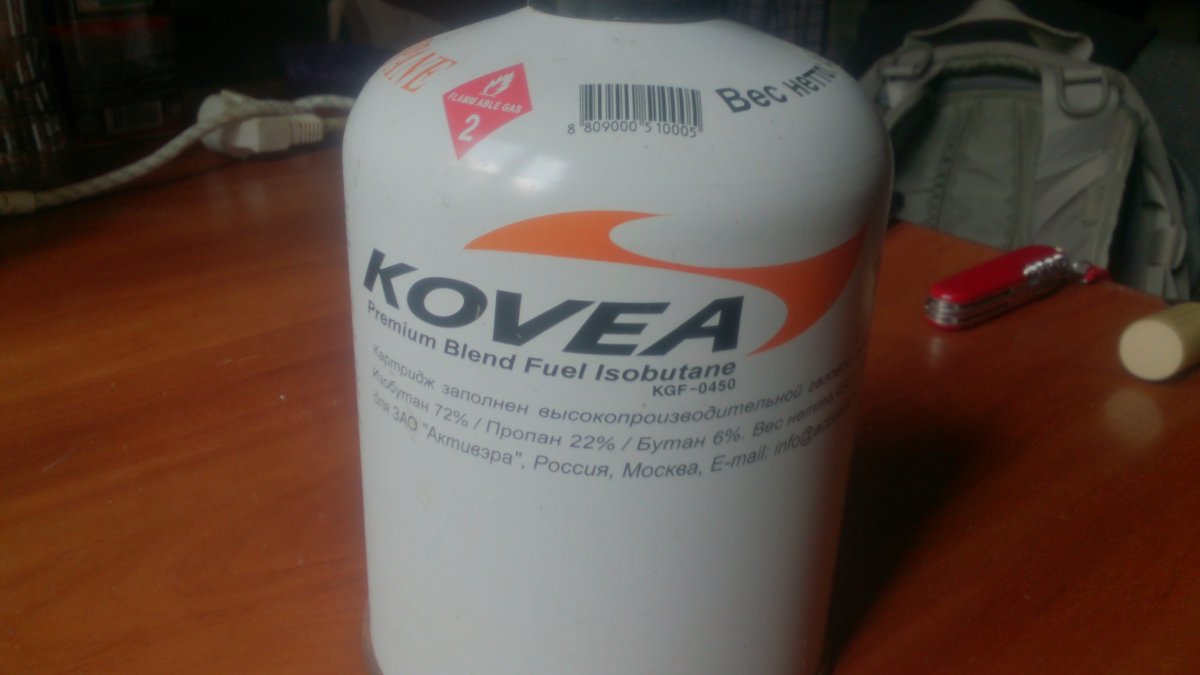 FLAMMABLE GAS
2
8 809000 510005
Вес нетто
KOVEA
Premium Blend Fuel Isobutane
KGF-0450
Картридж заполнен высокопроизводительной
Изобутан 72% / Пропан 22% / Бутан 6%. Вес нетто
для ЗАО "Активэра", Россия, Москва, E-mail: